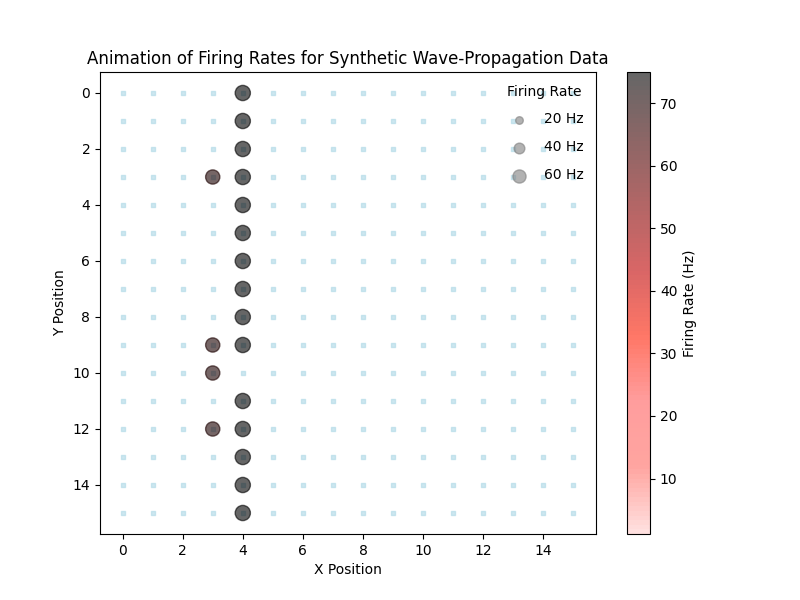 Animation of Firing Rates for Synthetic Wave-Propagation Data
Firing Rate
20 Hz
40 Hz
60 Hz
0
2
4
6
8
10
12
14
Y Position
0 2 4 6 8 10 12 14
X Position
70
60
50
40
30
20
10
Firing Rate (Hz)